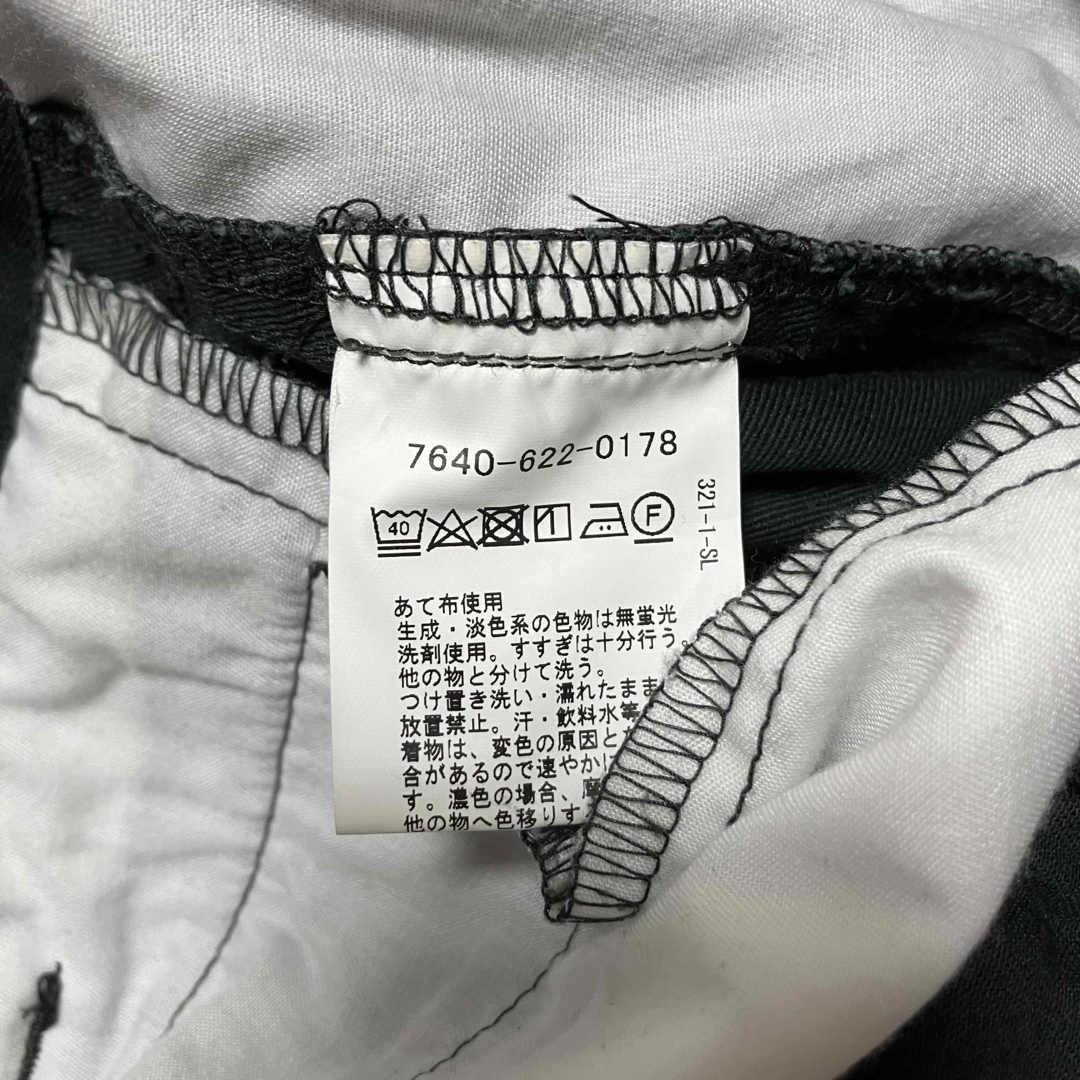 7640-622-0178
321-1-SL
40
F
あて布使用
生成・淡色系の色物は無蛍光
洗剤使用。すすぎは十分行う。
他の物と分けて洗う。
つけ置き洗い・濡れたまま
放置禁止。汗・飲料水等
着物は、変色の原因と
合があるので速やかに
す。濃色の場合、摩
他の物へ色移りす